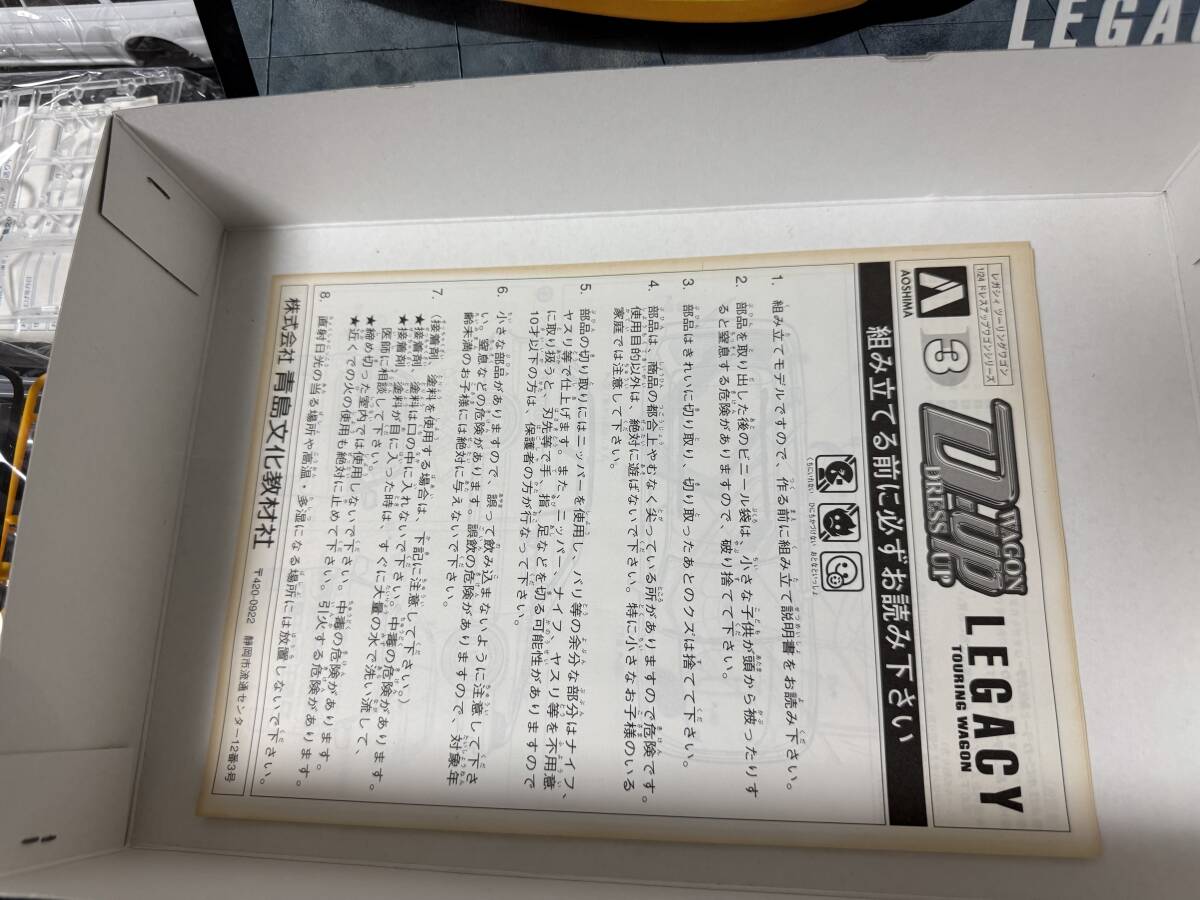 LEGAC
レガシィ ツーリングワゴン
1/24 ドレスアップワゴンシリーズ
AOSHIMA
3
WAGON
D.UP
DRESS UP
LEGACY
TOURING WAGON
組み立てる前に必ずお読み下さい
くちにいれない
ひにちかづけない
おとなといっしょ
1. 組み立てモデルですので、作る前に組み立て説明書をお読み下さい。
2. 部品を取り出した後のビニール袋は、小さな子供が頭から被ったりす
ると窒息する危険がありますので、破り捨てて下さい。
3. 部品はきれいに切り取り、切り取ったあとのクズは捨てて下さい。
4. 部品は、商品の都合上やむなく尖っている所がありますので危険です。
使用目的以外は、絶対に遊ばないで下さい。特に小さなお子様のいる
家庭では注意して下さい。
5. 部品の切り取りにはニッパーを使用し、バリ等の余分な部分はナイフ、
ヤスリ等で仕上げます。また、ニッパー、ナイフ、ヤスリ等を不用意
に取り扱うと、刃先等で手、指、足などを切る可能性がありますので
10才以下の方は、保護者の方が行なって下さい。
6. 小さな部品がありますので、誤って飲み込まないように注意して下さ
い。窒息などの危険があります。誤飲の危険がありますので、対象年
齢未満のお子様には絶対に与えないで下さい。
7. (接着剤、塗料を使用する場合は、下記に注意して下さい。)
★接着剤、塗料は口の中に入れないで下さい。中毒の危険があります。
★接着剤、塗料が目に入った時は、すぐに大量の水で洗い流して、
医師に相談して下さい。
★締め切った室内では使用しないで下さい。中毒の危険があります。
★近くでの火の使用も絶対に止めて下さい。引火する危険があります。
8. 直射日光の当る場所や高温・多湿になる場所には放置しないで下さい。
株式会社 青島文化教材社 〒420-0922 静岡市流通センター12番3号